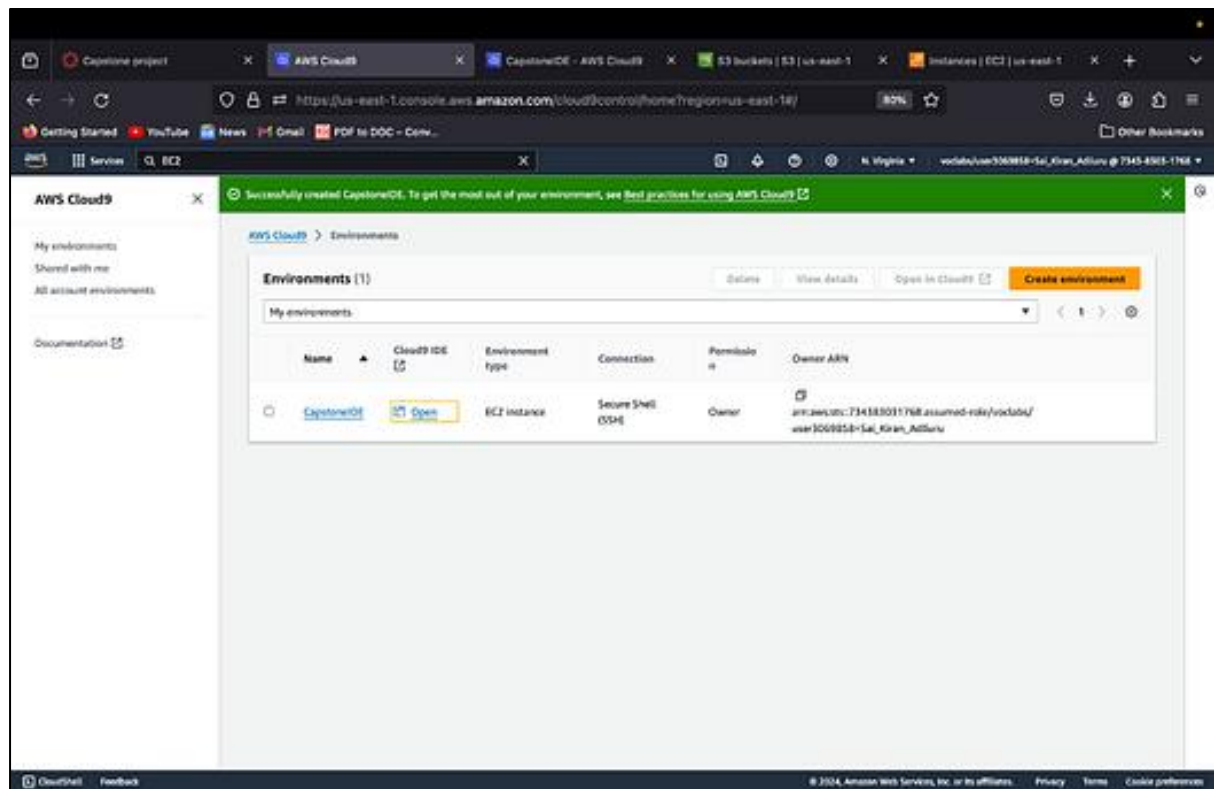 Capstone project
AWS Cloud9
CapstoneIDE - AWS Cloud9
S3 buckets | S3 | us-east-1
Instances | EC2 | us-east-1
https://us-east-1.console.aws.amazon.com/cloud9control/home?region=us-east-1#/
80%
Getting Started
YouTube
News
Gmail
PDF to DOC – Conv...
Other Bookmarks
aws
Services
EC2
N. Virginia
AWS Cloud9
My environments
Shared with me
All account environments
Documentation
Successfully created CapstoneIDE. To get the most out of your environment, see Best practices for using AWS Cloud9
AWS Cloud9 > Environments
Environments (1)
Delete
View details
Open in Cloud9
Create environment
My environments
1
Name
Cloud9 IDE
Environment type
Connection
Permissio
n
Owner ARN
CapstoneIDE
Open
EC2 instance
Secure Shell
(SSH)
Owner
CloudShell
Feedback
© 2024, Amazon Web Services, Inc. or its affiliates.
Privacy
Terms
Cookie preferences